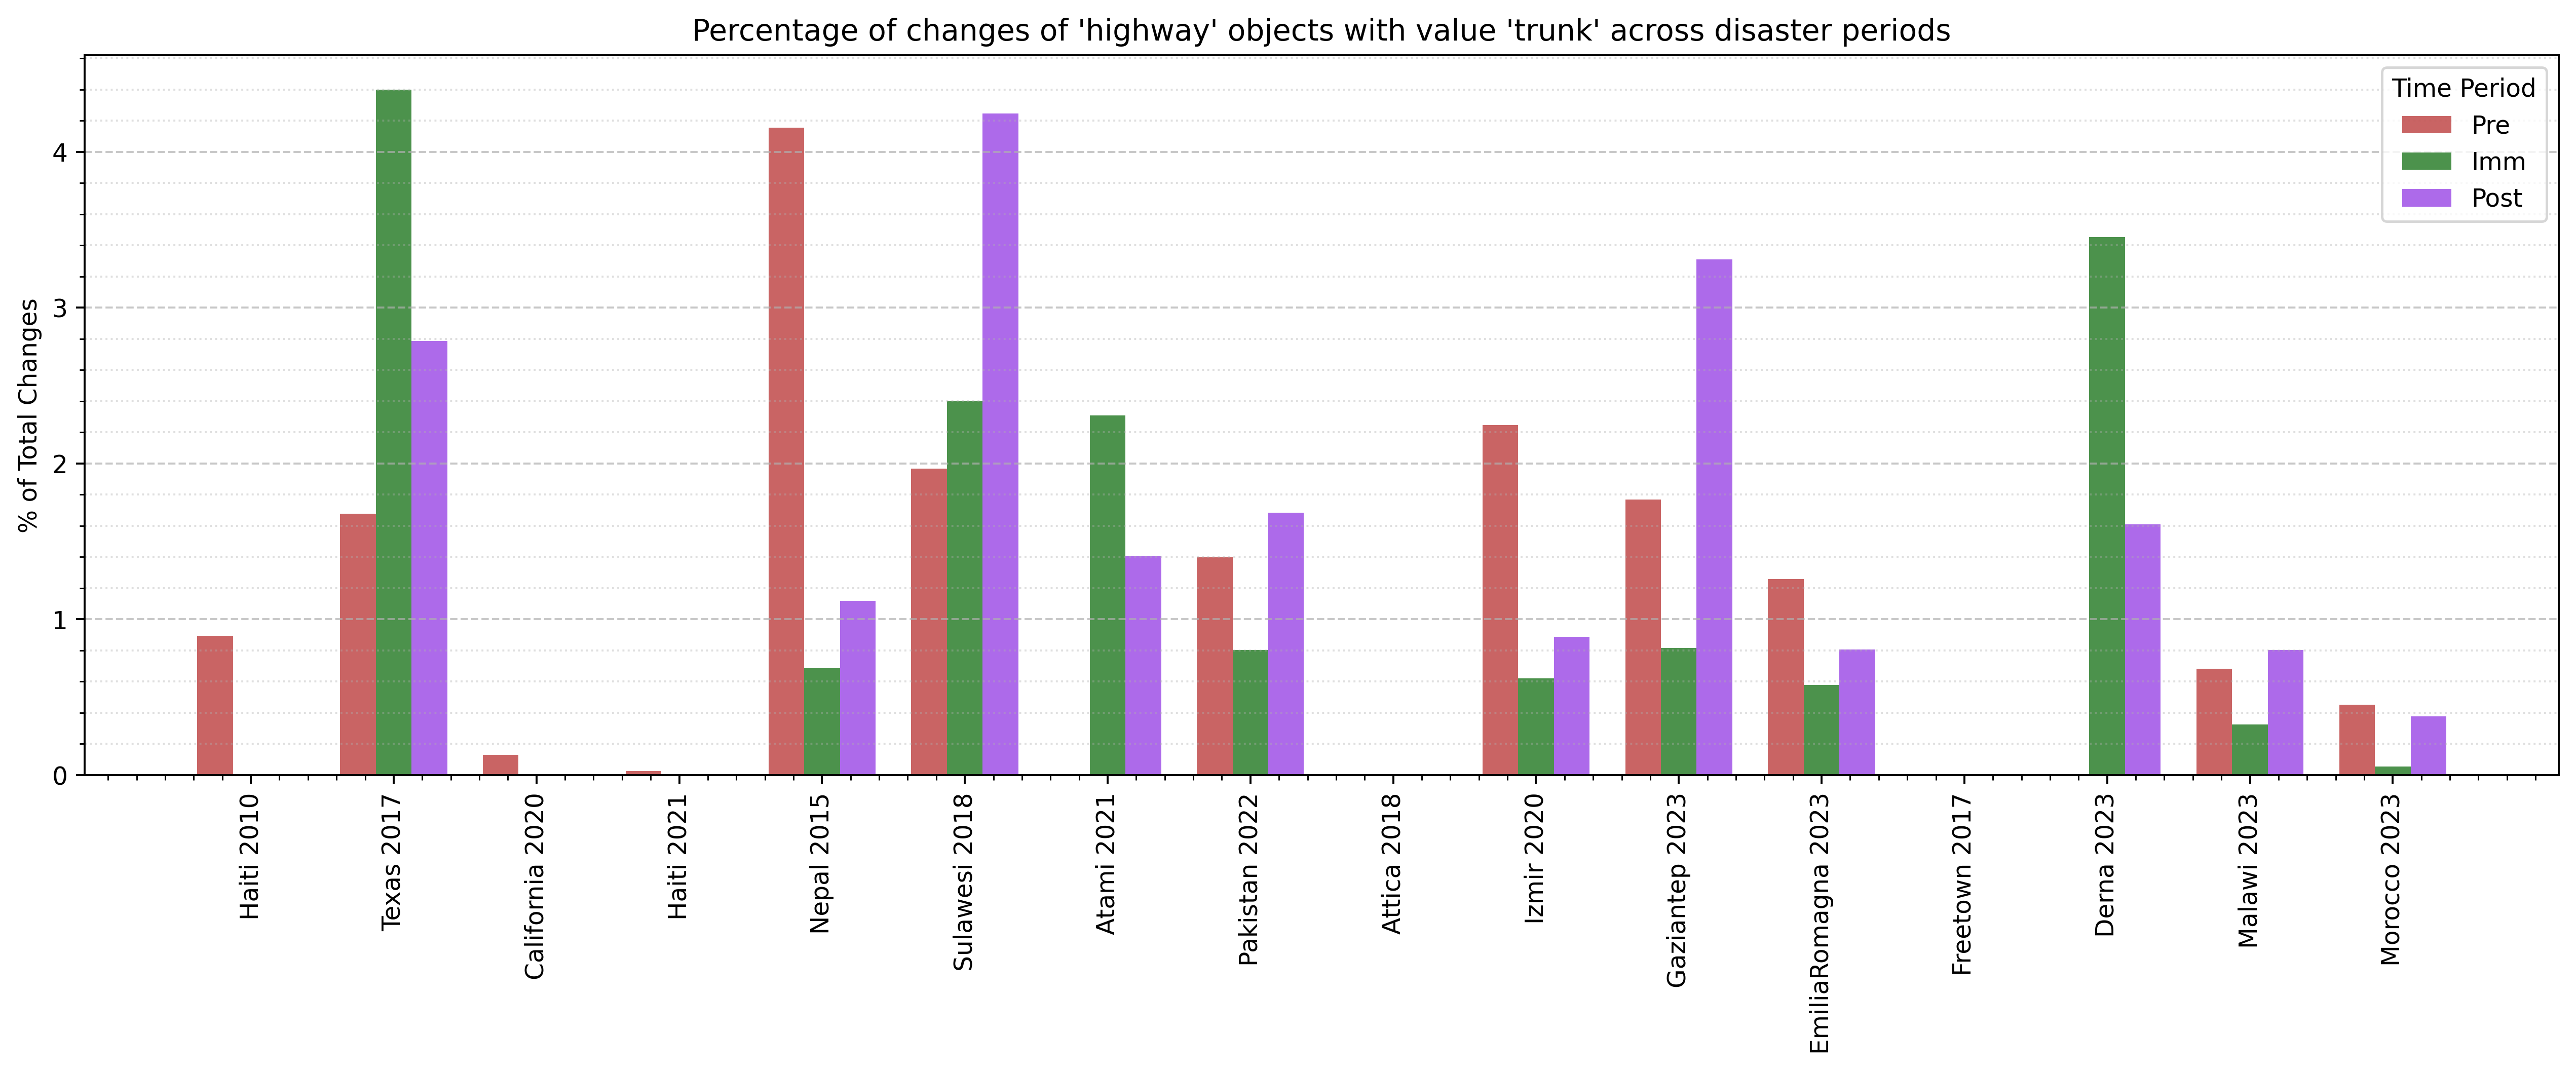 Percentage of changes of 'highway' objects with value 'trunk' across disaster periods
Time Period
Pre
Imm
Post
% of Total Changes
4
3
2
1
0
Haiti 2010
Texas 2017
California 2020
Haiti 2021
Nepal 2015
Sulawesi 2018
Atami 2021
Pakistan 2022
Attica 2018
Izmir 2020
Gaziantep 2023
EmiliaRomagna 2023
Freetown 2017
Derna 2023
Malawi 2023
Morocco 2023